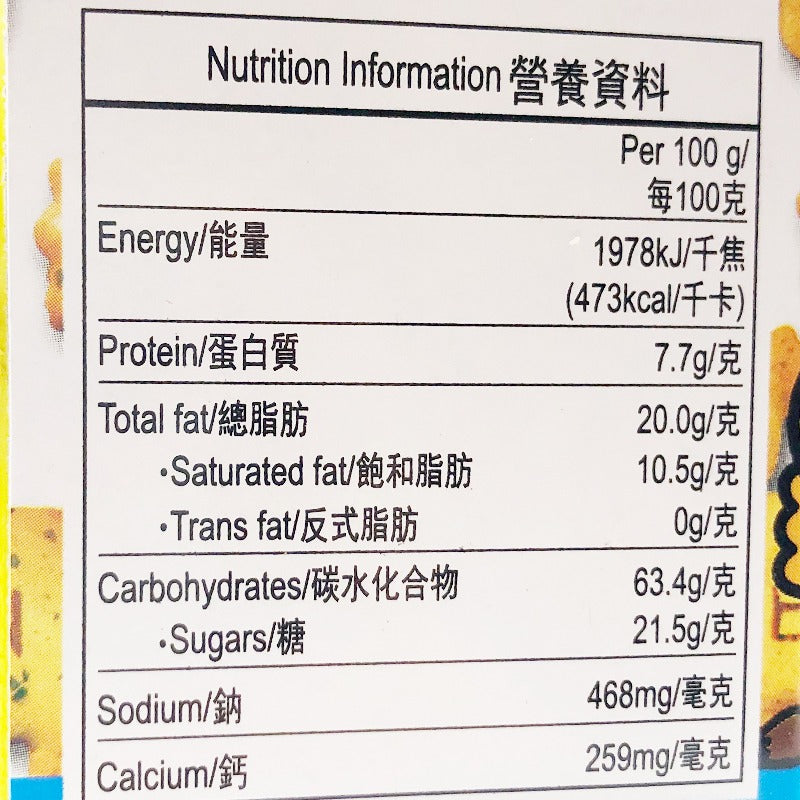 Nutrition Information 營養資料
Per 100 g/
每100克
Energy/能量 1978kJ/千焦
(473kcal/千卡)
Protein/蛋白質 7.7g/克
Total fat/總脂肪 20.0g/克
•Saturated fat/飽和脂肪 10.5g/克
•Trans fat/反式脂肪 0g/克
Carbohydrates/碳水化合物 63.4g/克
•Sugars/糖 21.5g/克
Sodium/鈉 468mg/毫克
Calcium/鈣 259mg/毫克